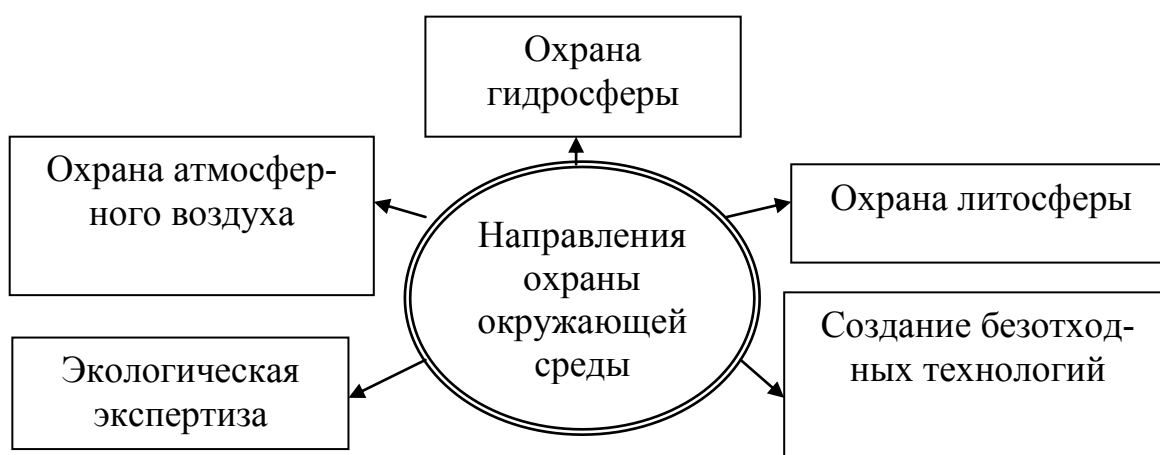 Охрана
гидросферы
Охрана атмосфер-
ного воздуха
Охрана литосферы
Направления
охраны
окружающей
среды
Создание безотход-
ных технологий
Экологическая
экспертиза